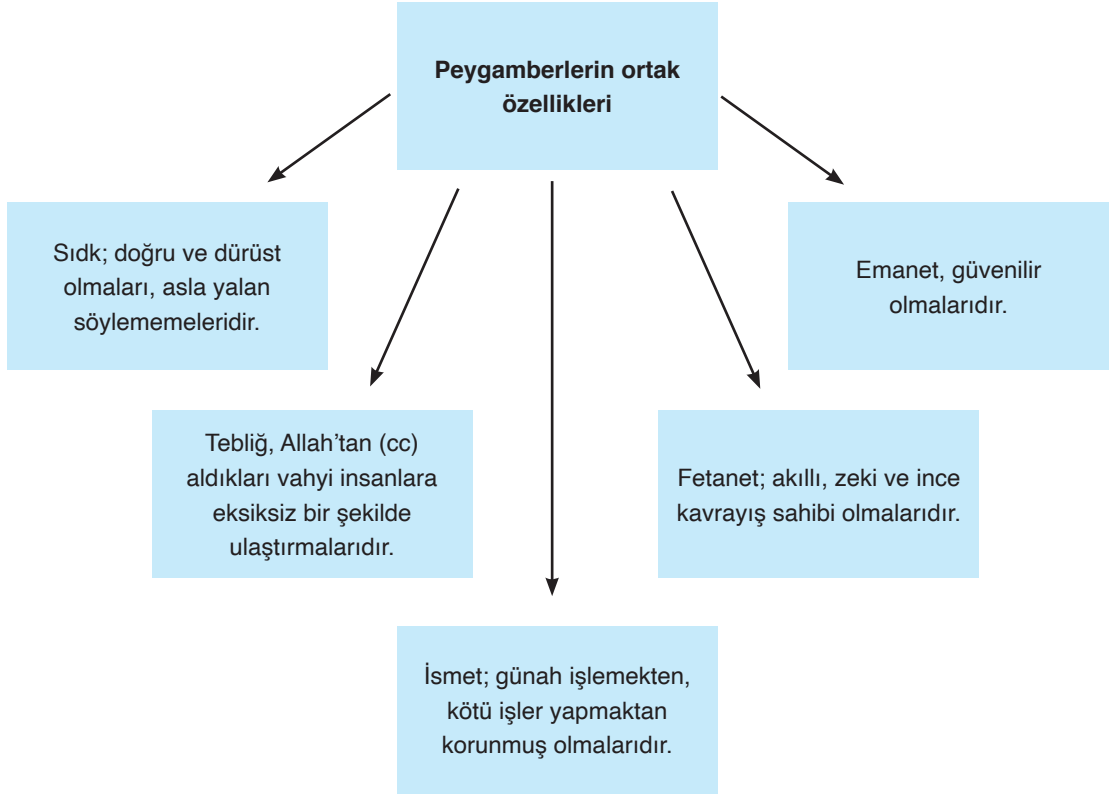 Peygamberlerin ortak
özellikleri
Sıdk; doğru ve dürüst
olmaları, asla yalan
söylememeleridir.
Emanet, güvenilir
olmalarıdır.
Tebliğ, Allah’tan (cc)
aldıkları vahyi insanlara
eksiksiz bir şekilde
ulaştırmalarıdır.
Fetanet; akıllı, zeki ve ince
kavrayış sahibi olmalarıdır.
İsmet; günah işlemekten,
kötü işler yapmaktan
korunmuş olmalarıdır.